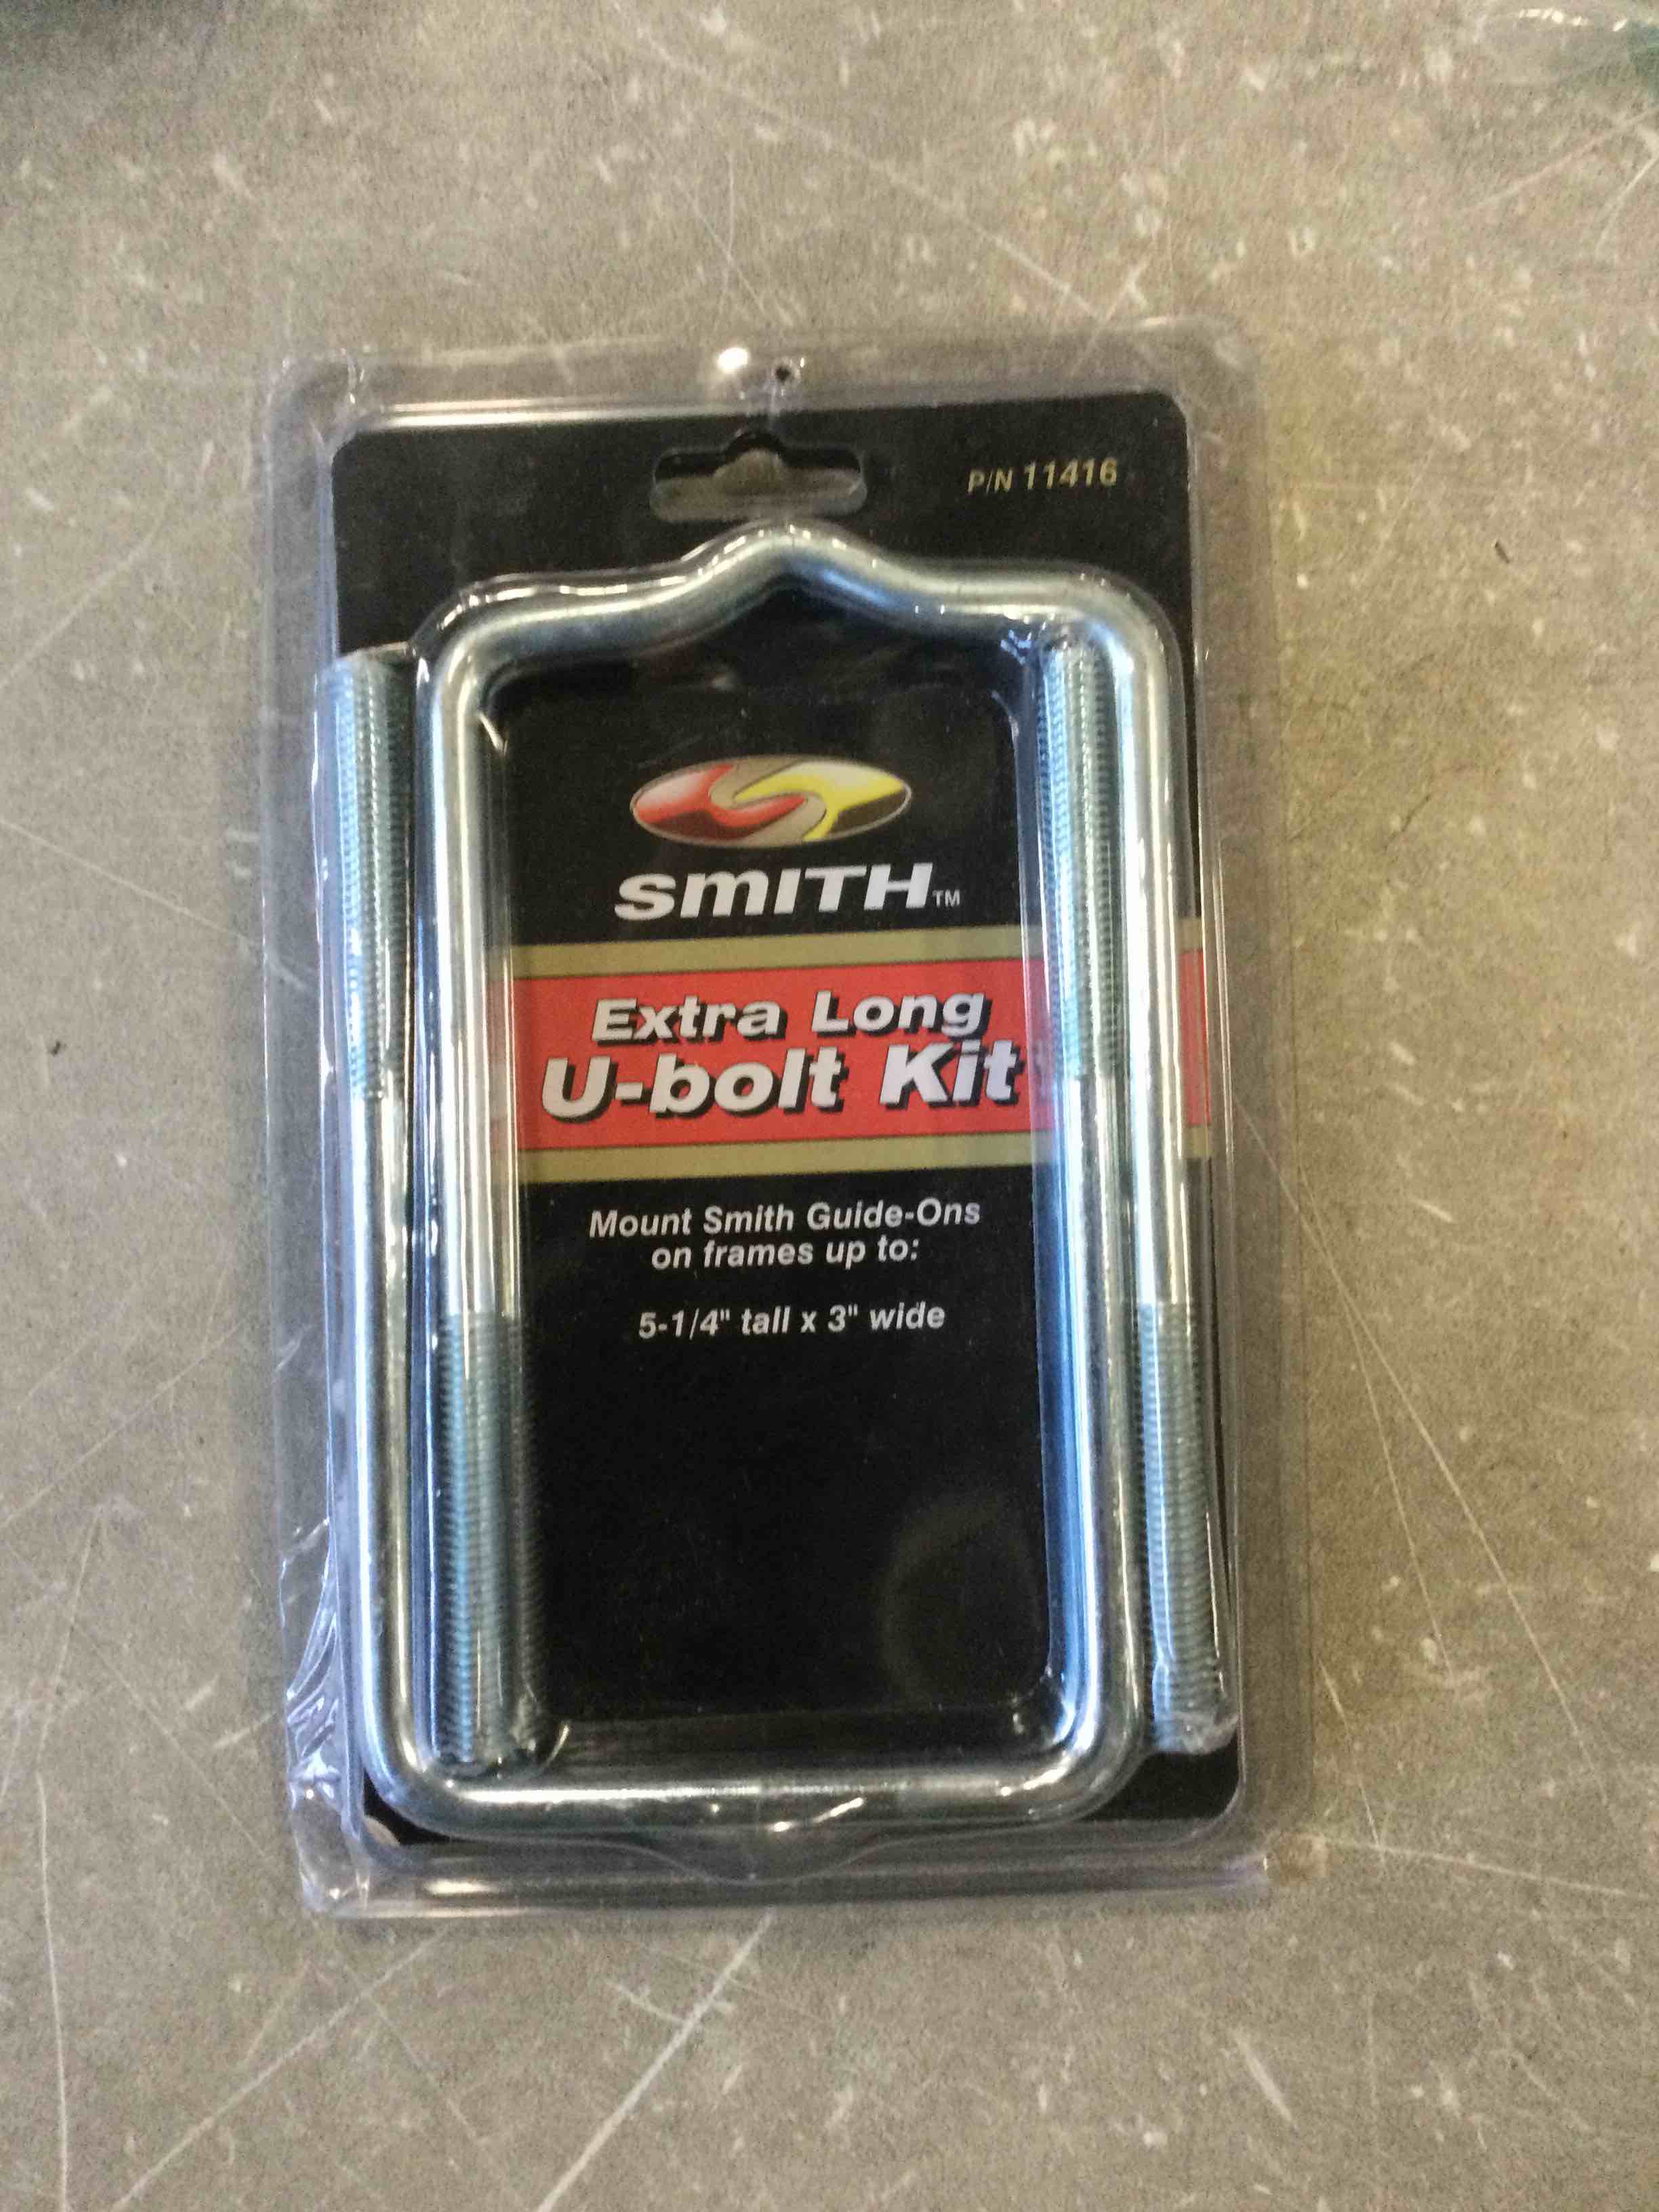 P/N 11416
SMITH™
Extra Long
U-bolt Kit
Mount Smith Guide-Ons
on frames up to:
5-1/4" tall x 3" wide